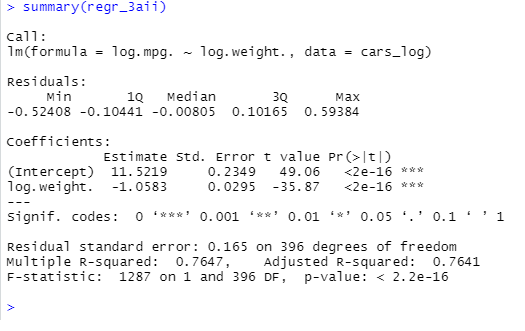 > summary(regr_3aii)
Call:
lm(formula = log.mpg. ~ log.weight., data = cars_log)
Residuals:
     Min       1Q   Median       3Q      Max
-0.52408 -0.10441 -0.00805  0.10165  0.59384
Coefficients:
            Estimate Std. Error t value Pr(>|t|)
(Intercept)  11.5219     0.2349   49.06   <2e-16 ***
log.weight.  -1.0583     0.0295  -35.87   <2e-16 ***
---
Signif. codes:  0 ‘***’ 0.001 ‘**’ 0.01 ‘*’ 0.05 ‘.’ 0.1 ‘ ’ 1
Residual standard error: 0.165 on 396 degrees of freedom
Multiple R-squared:  0.7647,    Adjusted R-squared:  0.7641
F-statistic:  1287 on 1 and 396 DF,  p-value: < 2.2e-16
>